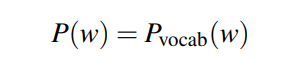 P(w) = P_vocab(w)